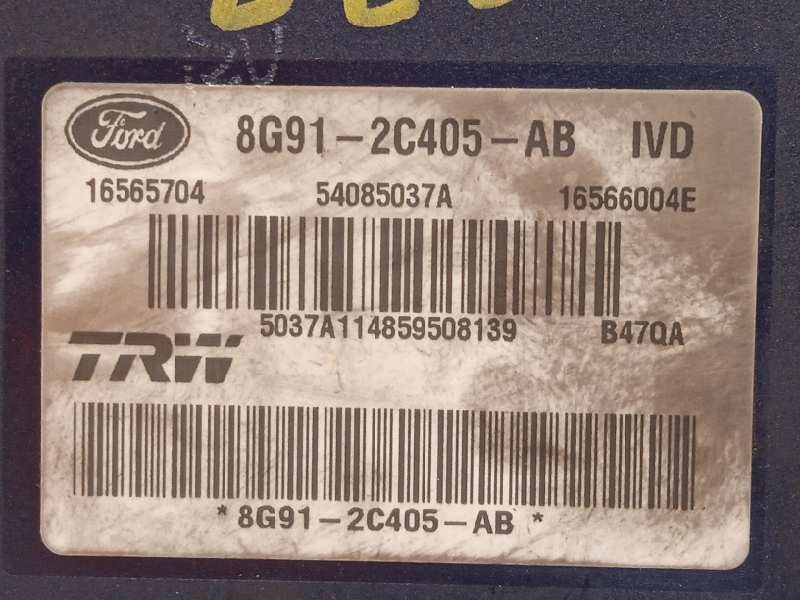 Ford 8G91-2C405-AB IVD
16565704 54085037A 16566004E
5037A114859508139 B47QA
TRW
*8G91-2C405-AB*